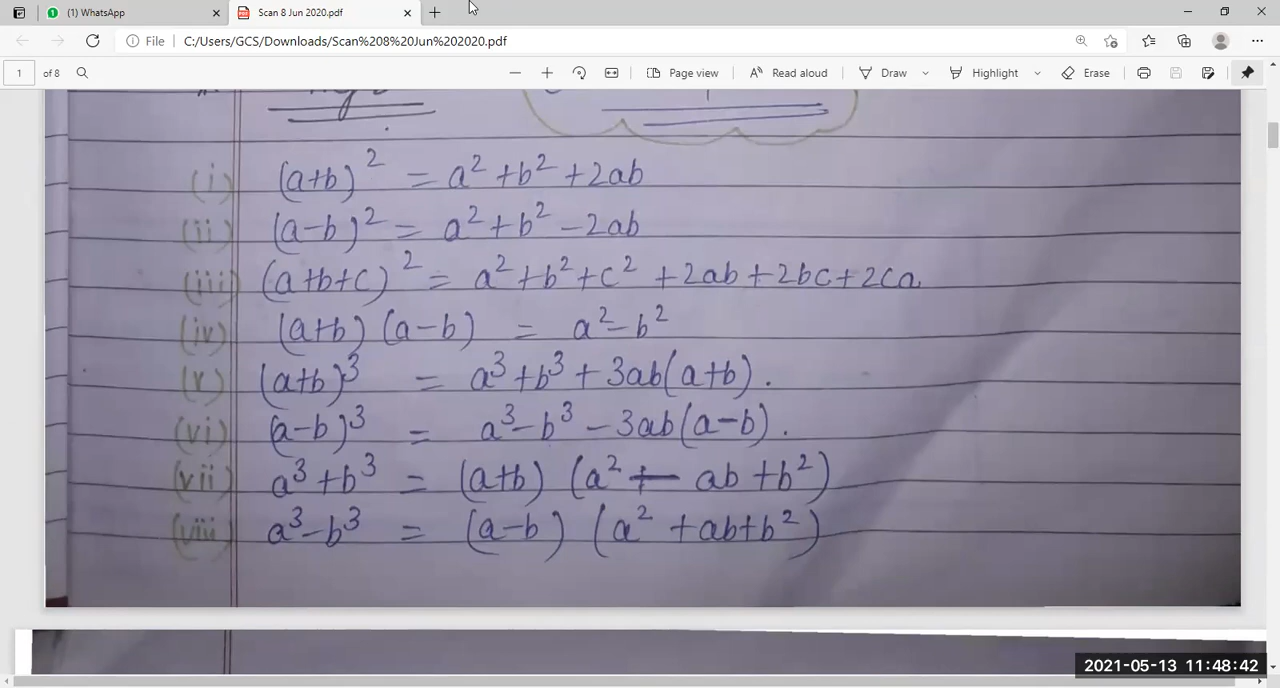 (1) WhatsApp
Scan 8 Jun 2020.pdf
File C:/Users/GCS/Downloads/Scan%208%20Jun%202020.pdf
1 of 8 Page view Read aloud Draw Highlight Erase
(i) (a+b)² = a² + b² + 2ab
(ii) (a-b)² = a² + b² - 2ab
(iii) (a+b+c)² = a² + b² + c² + 2ab + 2bc + 2ca
(iv) (a+b) (a-b) = a² - b²
(v) (a+b)³ = a³ + b³ + 3ab(a+b).
(vi) (a-b)³ = a³ - b³ - 3ab(a-b).
(vii) a³ + b³ = (a+b) (a² - ab + b²)
(viii) a³ - b³ = (a-b) (a² + ab + b²)
2021-05-13 11:48:42